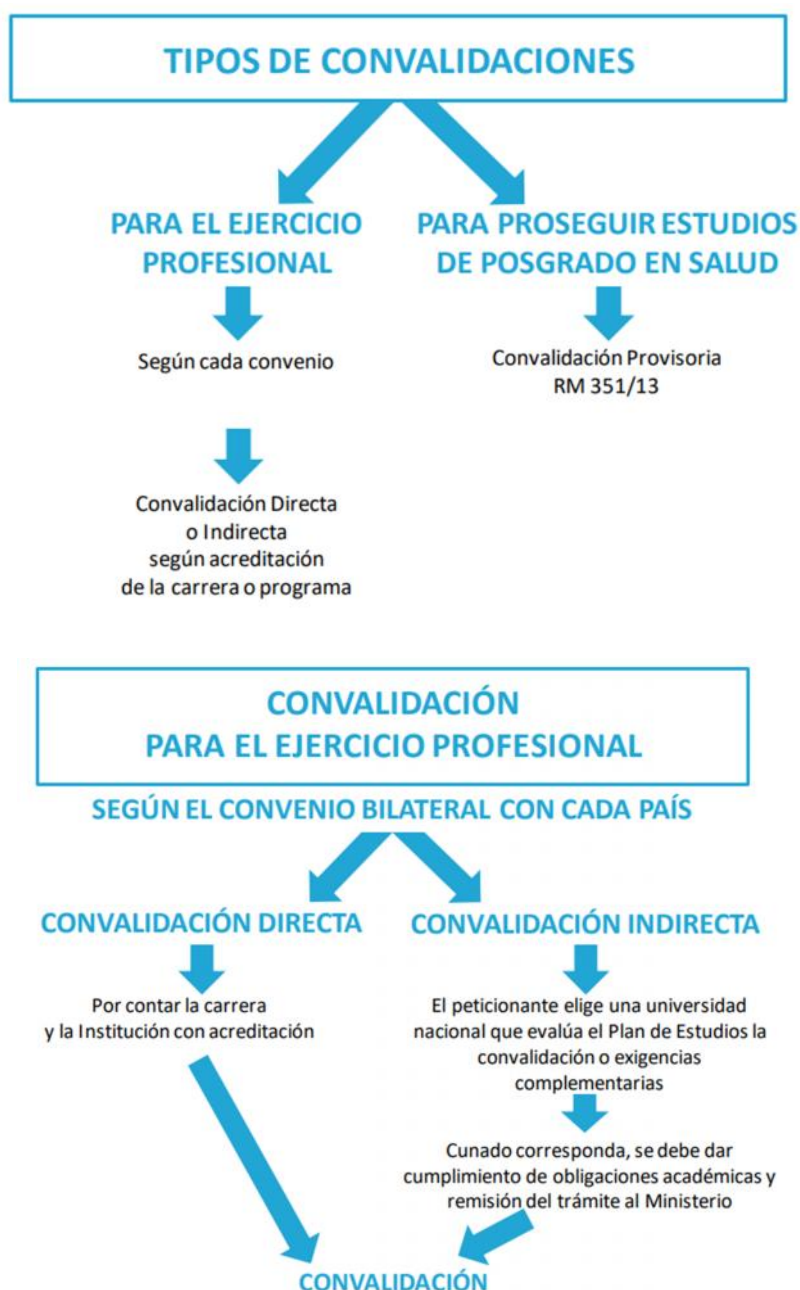 TIPOS DE CONVALIDACIONES
PARA EL EJERCICIO
PROFESIONAL
PARA PROSEGUIR ESTUDIOS
DE POSGRADO EN SALUD
Según cada convenio
Convalidación Provisoria
RM 351/13
Convalidación Directa
o Indirecta
según acreditación
de la carrera o programa
CONVALIDACIÓN
PARA EL EJERCICIO PROFESIONAL
SEGÚN EL CONVENIO BILATERAL CON CADA PAÍS
CONVALIDACIÓN DIRECTA
CONVALIDACIÓN INDIRECTA
Por contar la carrera
y la Institución con acreditación
El peticionante elige una universidad
nacional que evalúa el Plan de Estudios la
convalidación o exigencias
complementarias
Cunado corresponda, se debe dar
cumplimiento de obligaciones académicas y
remisión del trámite al Ministerio
CONVALIDACIÓN